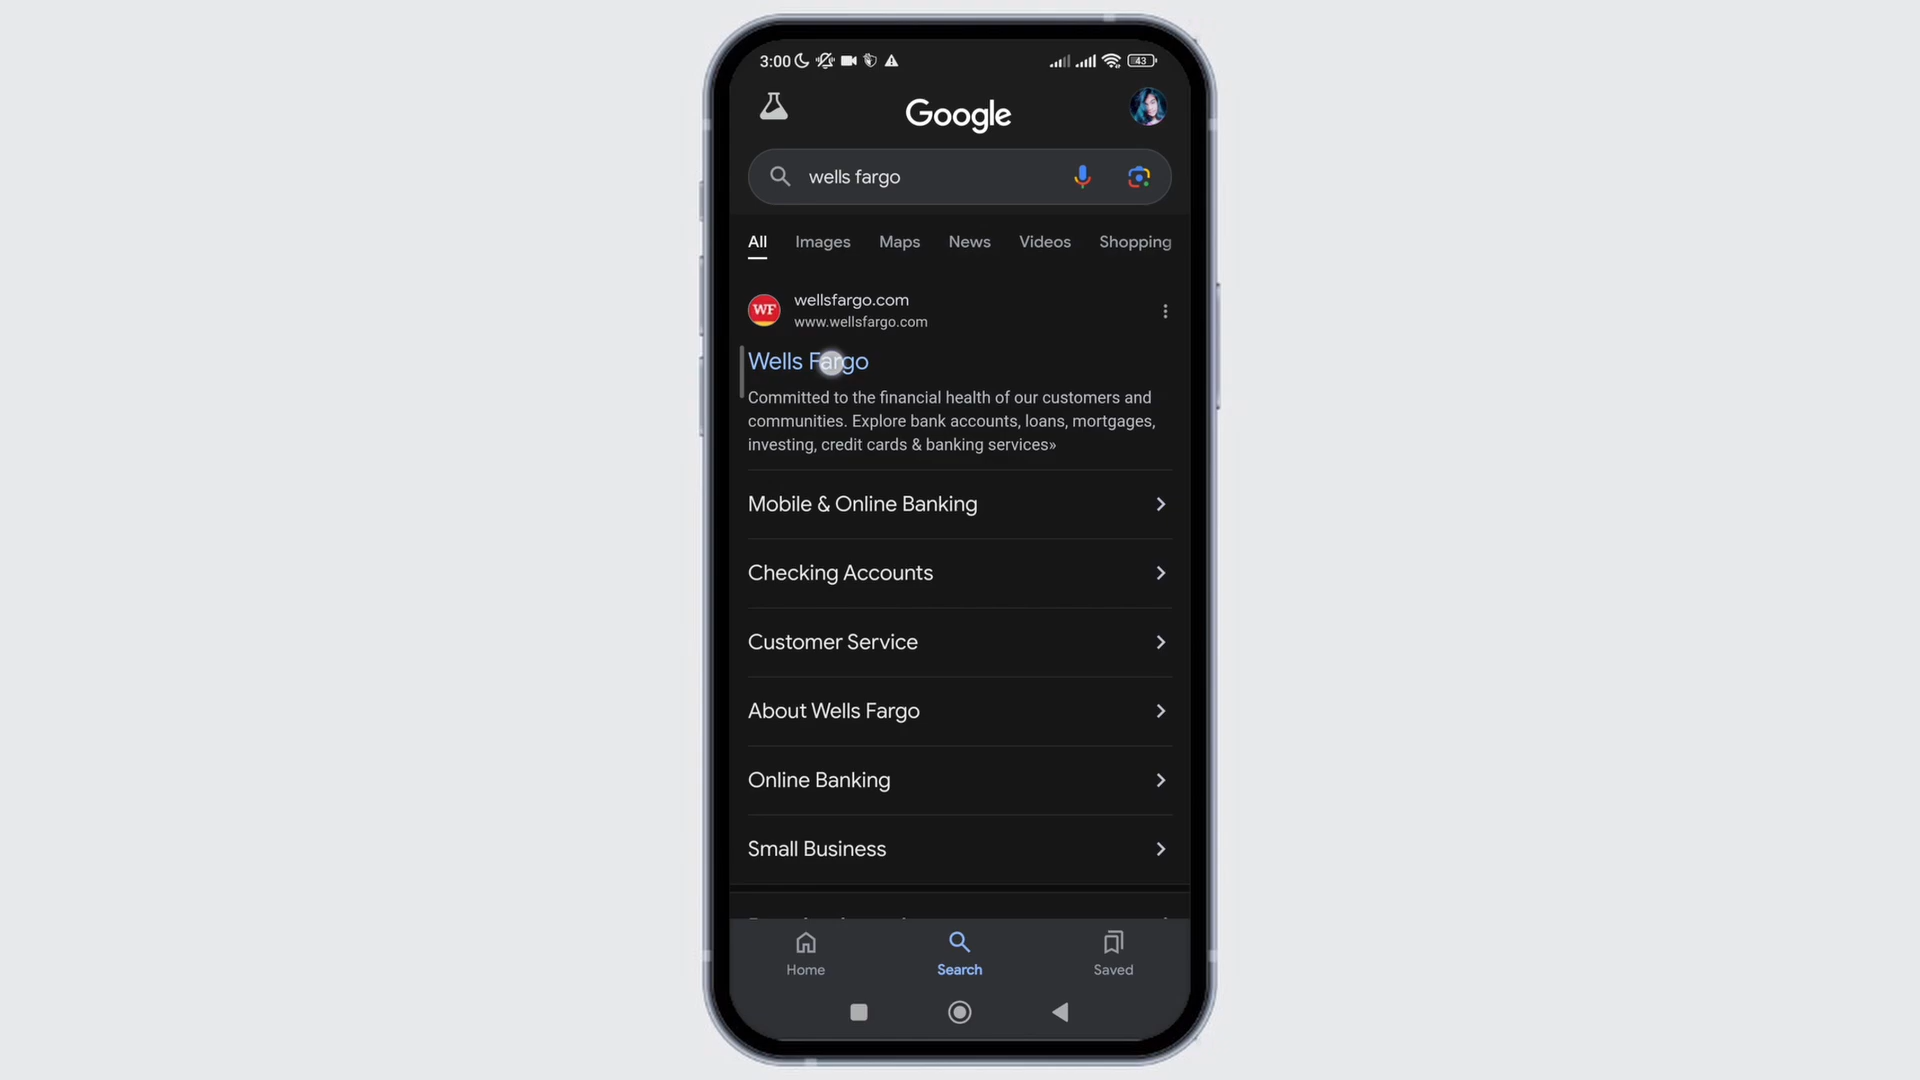 3:00
43
Google
wells fargo
All Images Maps News Videos Shopping
WF
wellsfargo.com
www.wellsfargo.com
Wells Fargo
Committed to the financial health of our customers and
communities. Explore bank accounts, loans, mortgages,
investing, credit cards & banking services»
Mobile & Online Banking
Checking Accounts
Customer Service
About Wells Fargo
Online Banking
Small Business
Home Search Saved